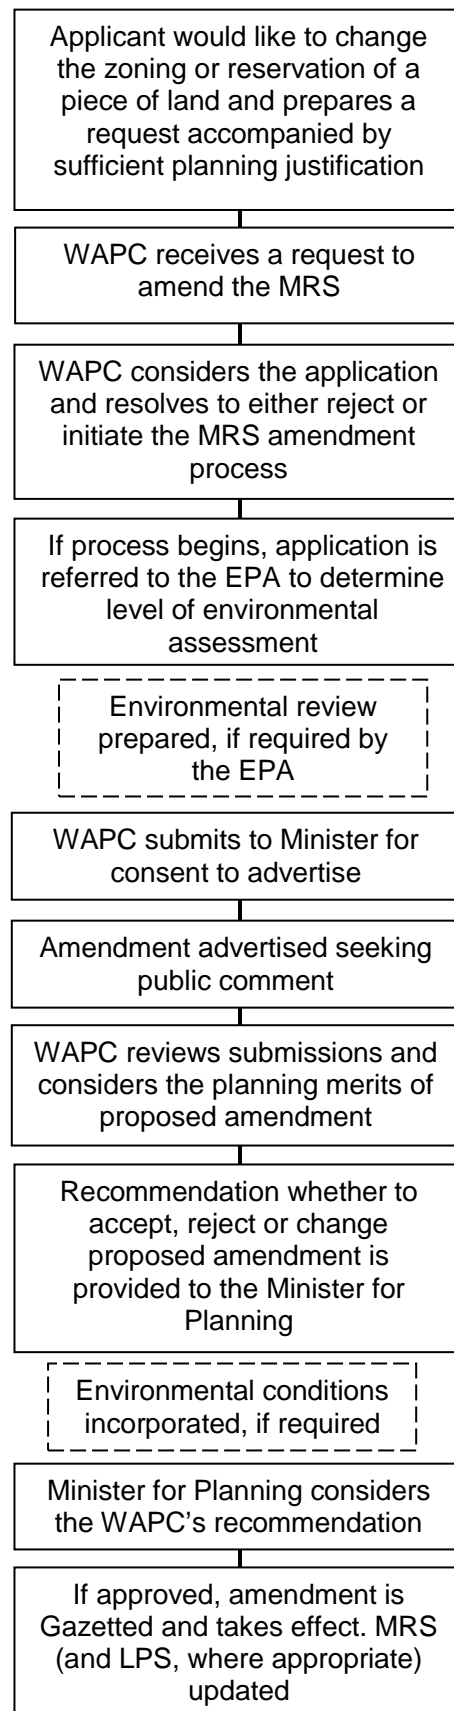 Applicant would like to change
the zoning or reservation of a
piece of land and prepares a
request accompanied by
sufficient planning justification
WAPC receives a request to
amend the MRS
WAPC considers the application
and resolves to either reject or
initiate the MRS amendment
process
If process begins, application is
referred to the EPA to determine
level of environmental
assessment
Environmental review
prepared, if required by
the EPA
WAPC submits to Minister for
consent to advertise
Amendment advertised seeking
public comment
WAPC reviews submissions and
considers the planning merits of
proposed amendment
Recommendation whether to
accept, reject or change
proposed amendment is
provided to the Minister for
Planning
Environmental conditions
incorporated, if required
Minister for Planning considers
the WAPC’s recommendation
If approved, amendment is
Gazetted and takes effect. MRS
(and LPS, where appropriate)
updated